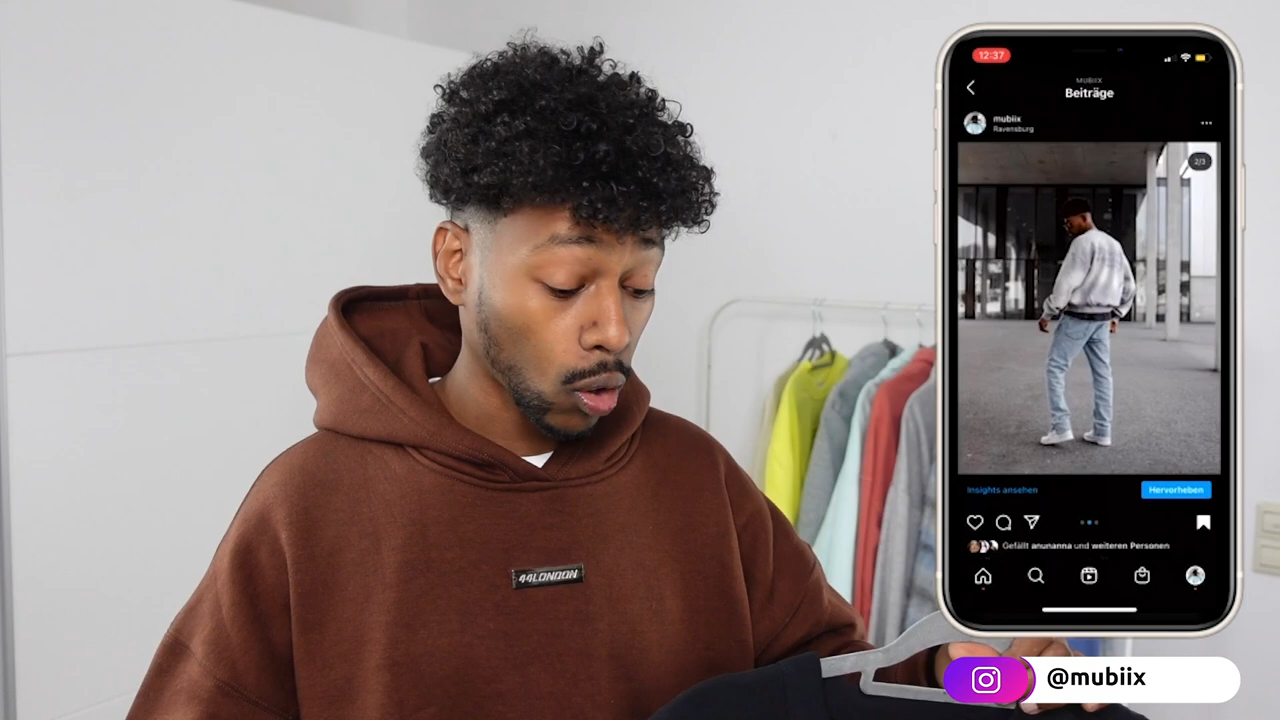 12:37
MUBIIX
Beiträge
mubiix
Ravensburg
2/3
44LONDON
Insights ansehen
Hervorheben
Gefällt anunanna und weiteren Personen
@mubiix